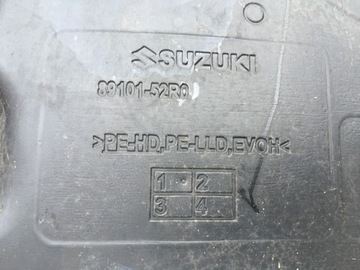 SUZUKI
89101-52R0
>PE-HD,PE-LLD,EVOH<
1 2
3 4